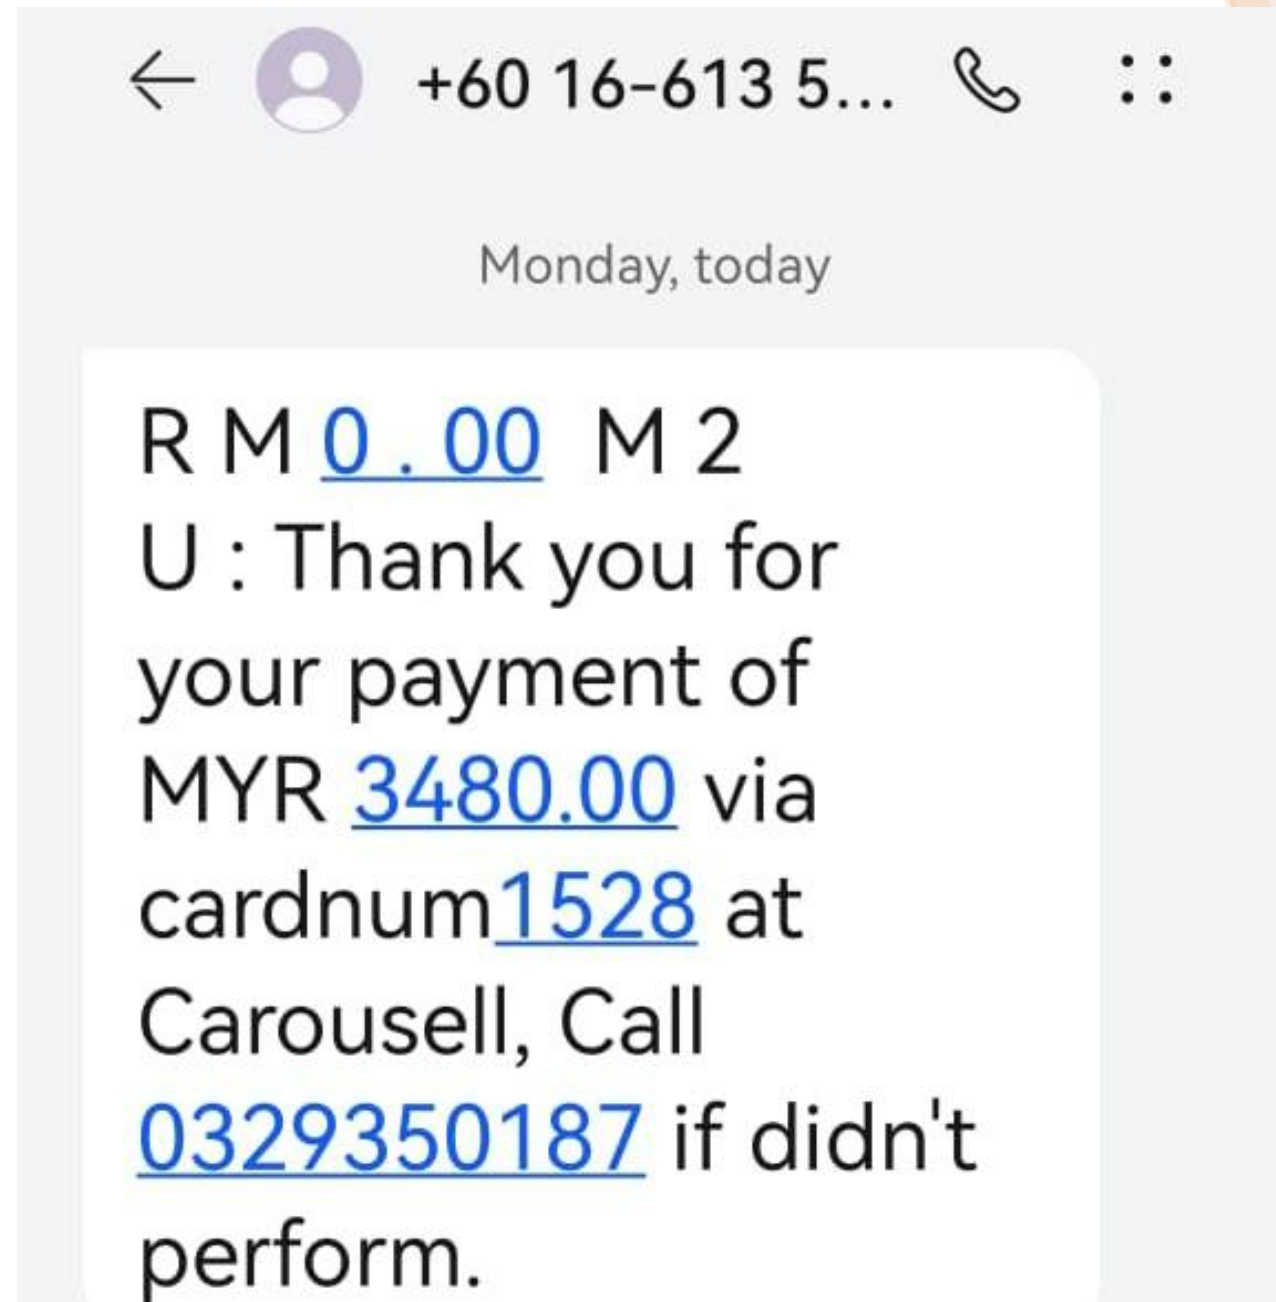 +60 16-613 5...
Monday, today
R M 0 . 00 M 2
U : Thank you for
your payment of
MYR 3480.00 via
cardnum1528 at
Carousell, Call
0329350187 if didn't
perform.